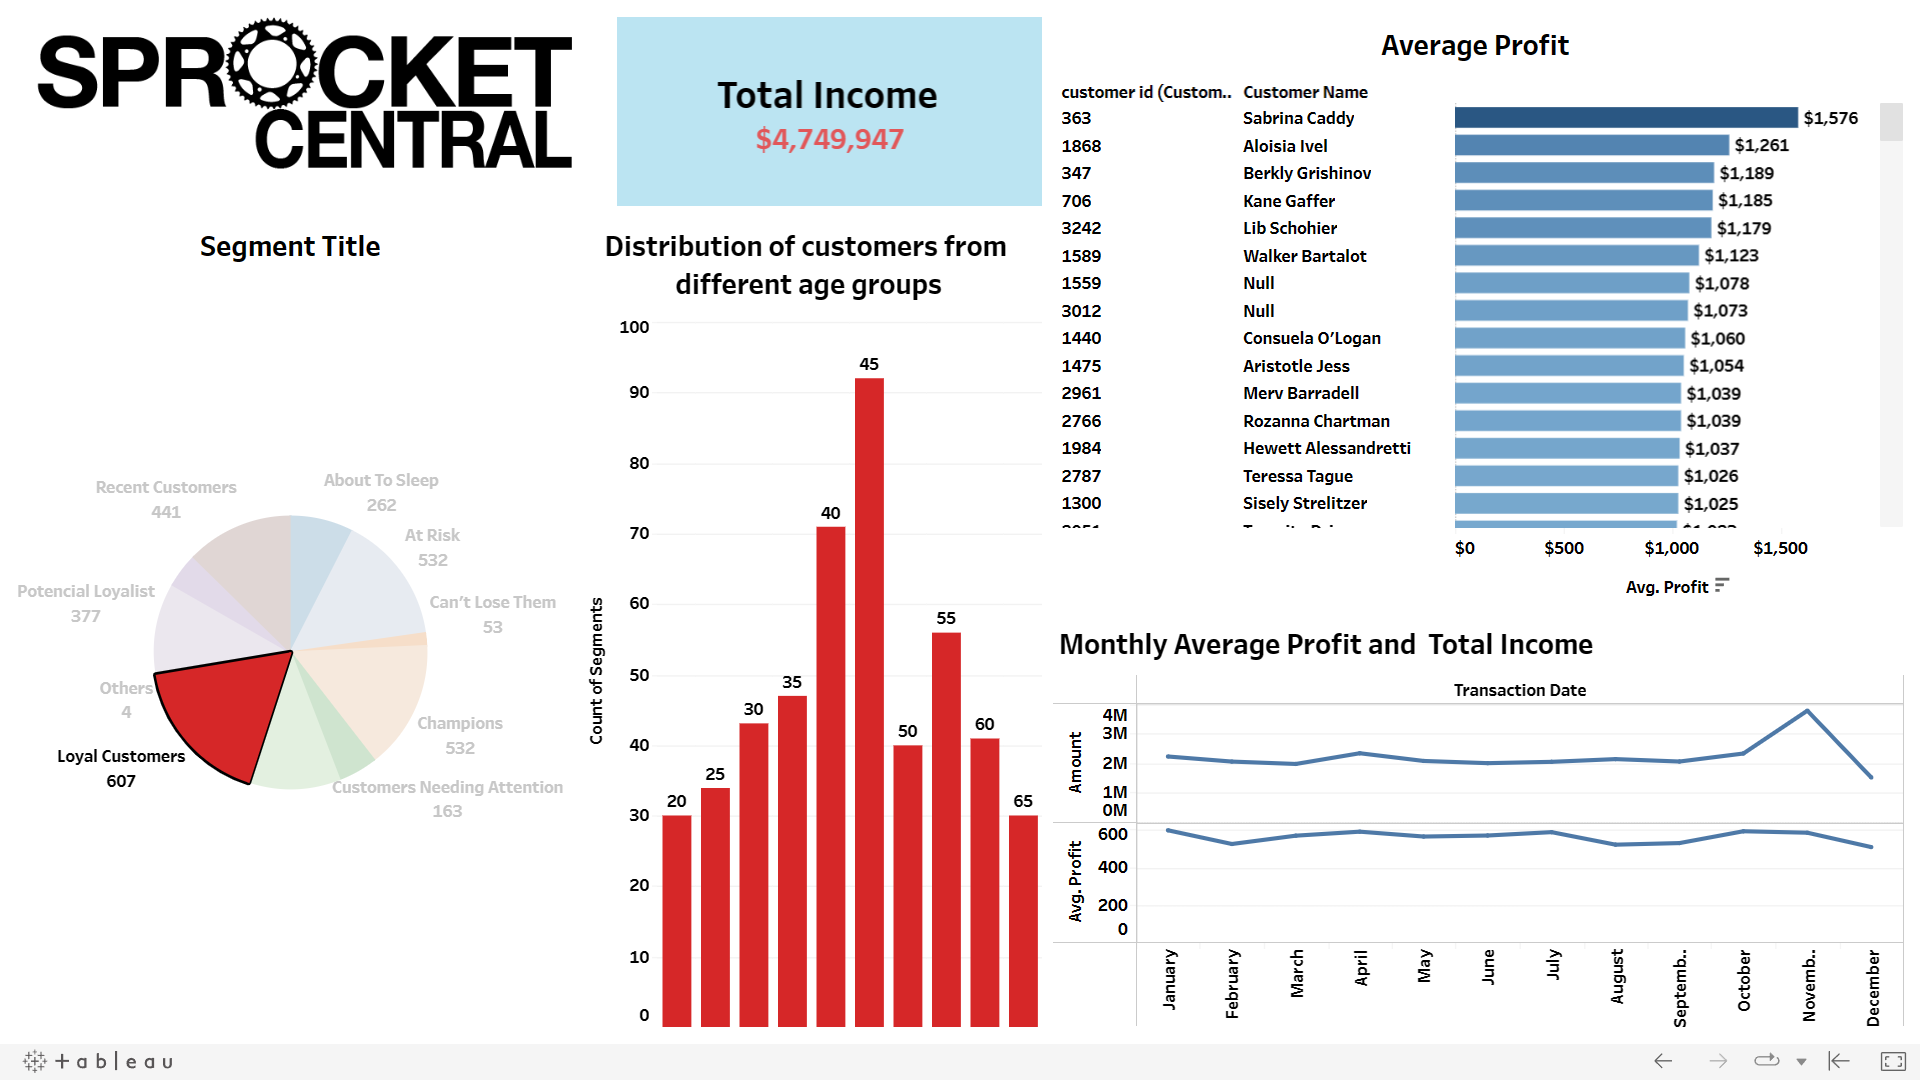 SPROCKET
CENTRAL
Total Income
$4,749,947
Segment Title
Recent Customers
441
About To Sleep
262
At Risk
532
Can't Lose Them
53
Potencial Loyalist
377
Others
4
Loyal Customers
607
Champions
532
Customers Needing Attention
163
Distribution of customers from
different age groups
Count of Segments
100
90
80
70
60
50
40
30
20
10
0
20
25
30
35
40
45
50
55
60
65
Average Profit
customer id (Custom.. Customer Name
363 Sabrina Caddy $1,576
1868 Aloisia Ivel $1,261
347 Berkly Grishinov $1,189
706 Kane Gaffer $1,185
3242 Lib Schohier $1,179
1589 Walker Bartalot $1,123
1559 Null $1,078
3012 Null $1,073
1440 Consuela O'Logan $1,060
1475 Aristotle Jess $1,054
2961 Merv Barradell $1,039
2766 Rozanna Chartman $1,039
1984 Hewett Alessandretti $1,037
2787 Teressa Tague $1,026
1300 Sisely Strelitzer $1,025
$0 $500 $1,000 $1,500
Avg. Profit
Monthly Average Profit and Total Income
Transaction Date
Amount
4M
3M
2M
1M
0M
Avg. Profit
600
400
200
0
January
February
March
April
May
June
July
August
Septemb..
October
Novemb..
December
+ a b l e a u